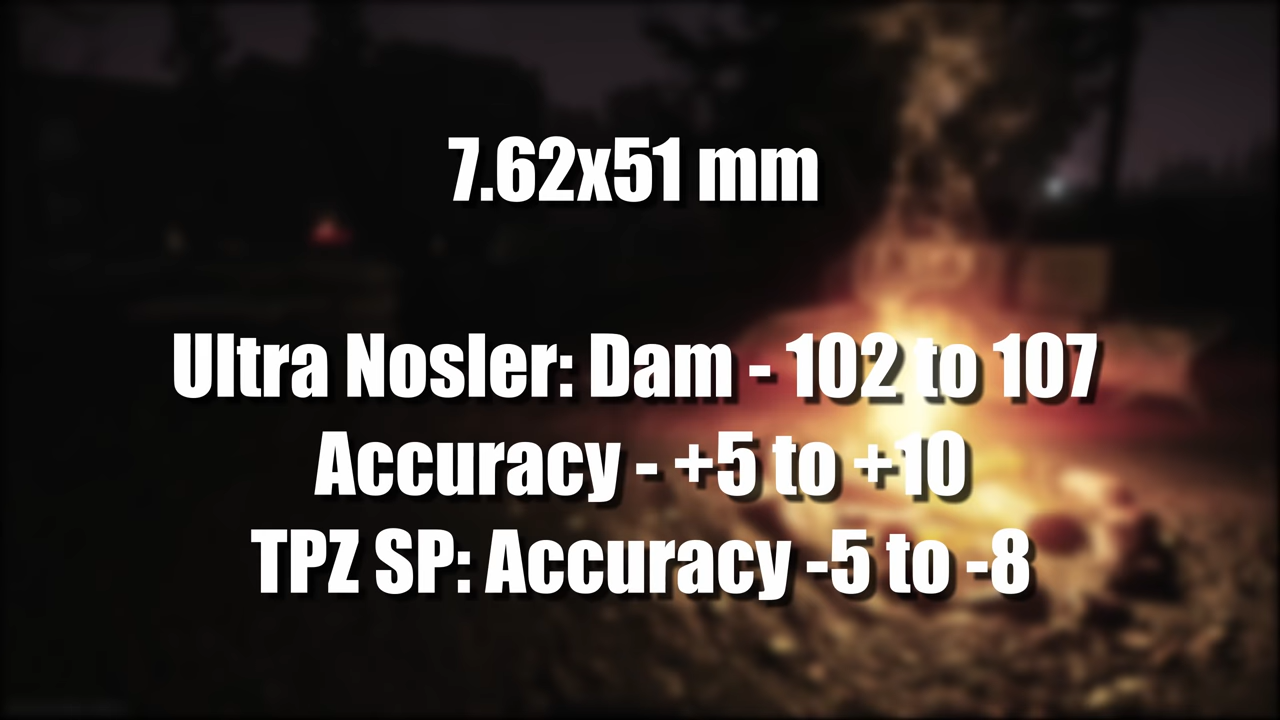 7.62x51 mm
Ultra Nosler: Dam - 102 to 107
Accuracy - +5 to +10
TPZ SP: Accuracy -5 to -8